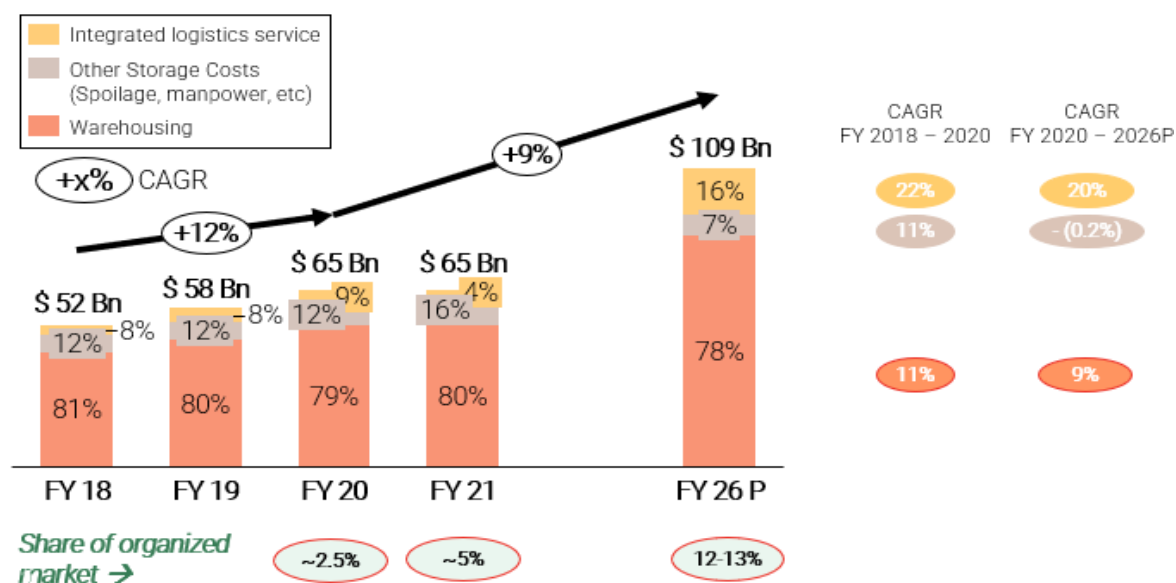 Integrated logistics service
Other Storage Costs
(Spoilage, manpower, etc)
Warehousing
+x% CAGR
+12%
+9%
$ 52 Bn
$ 58 Bn
$ 65 Bn
$ 65 Bn
$ 109 Bn
8%
12%
81%
8%
12%
80%
9%
12%
79%
4%
16%
80%
16%
7%
78%
FY 18
FY 19
FY 20
FY 21
FY 26 P
Share of organized
market →
~2.5%
~5%
12-13%
CAGR
FY 2018 – 2020
22%
11%
11%
CAGR
FY 2020 – 2026P
20%
- (0.2%)
9%